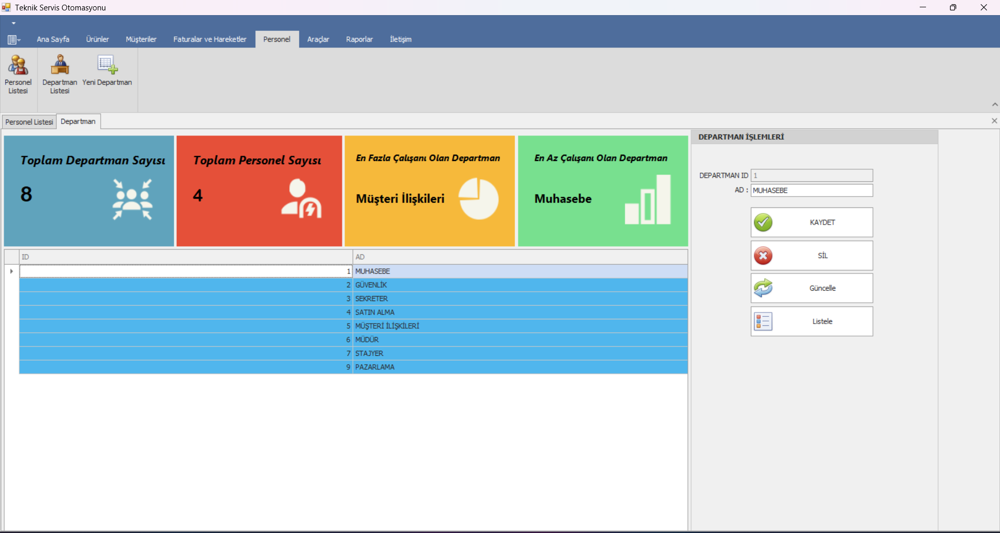 Teknik Servis Otomasyonu
Ana Sayfa Ürünler Müşteriler Faturalar ve Hareketler Personel Araçlar Raporlar İletişim
Personel Listesi
Departman Listesi
Yeni Departman
Personel Listesi Departman
Toplam Departman Sayısı
8
Toplam Personel Sayısı
4
En Fazla Çalışanı Olan Departman
Müşteri İlişkileri
En Az Çalışanı Olan Departman
Muhasebe
ID AD
1 MUHASEBE
2 GÜVENLİK
3 SEKRETER
4 SATIN ALMA
5 MÜŞTERİ İLİŞKİLERİ
6 MÜDÜR
7 STAJYER
9 PAZARLAMA
DEPARTMAN İŞLEMLERİ
DEPARTMAN ID 1
AD : MUHASEBE
KAYDET
SİL
Güncelle
Listele